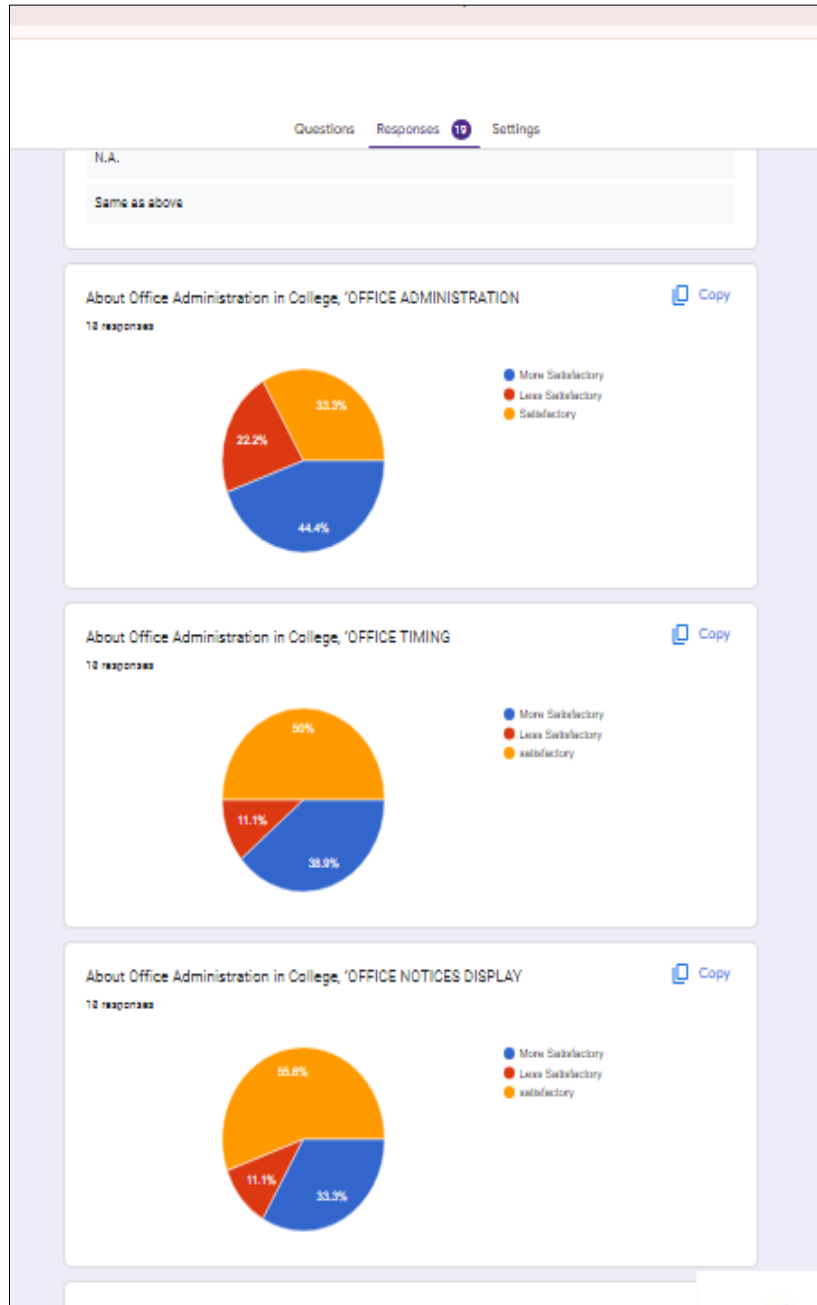 Questions Responses 19 Settings
N.A.
Same as above
About Office Administration in College, 'OFFICE ADMINISTRATION
Copy
18 responses
More Satisfactory
Less Satisfactory
Satisfactory
33.3%
22.2%
44.4%
About Office Administration in College, 'OFFICE TIMING
Copy
18 responses
More Satisfactory
Less Satisfactory
satisfactory
50%
11.1%
38.9%
About Office Administration in College, 'OFFICE NOTICES DISPLAY
Copy
18 responses
More Satisfactory
Less Satisfactory
satisfactory
55.6%
11.1%
33.3%